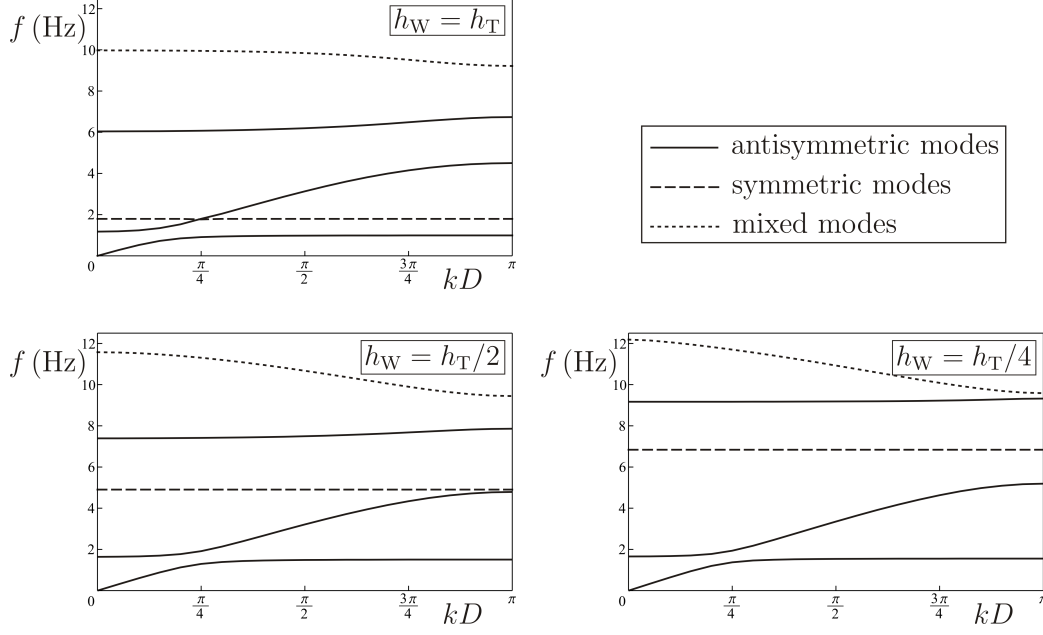 12
f (Hz)
h_W = h_T
10
8
6
4
2
0
π/4
π/2
3π/4
π
kD
antisymmetric modes
symmetric modes
mixed modes
12
f (Hz)
h_W = h_T/2
10
8
6
4
2
0
π/4
π/2
3π/4
π
kD
12
f (Hz)
h_W = h_T/4
10
8
6
4
2
0
π/4
π/2
3π/4
π
kD